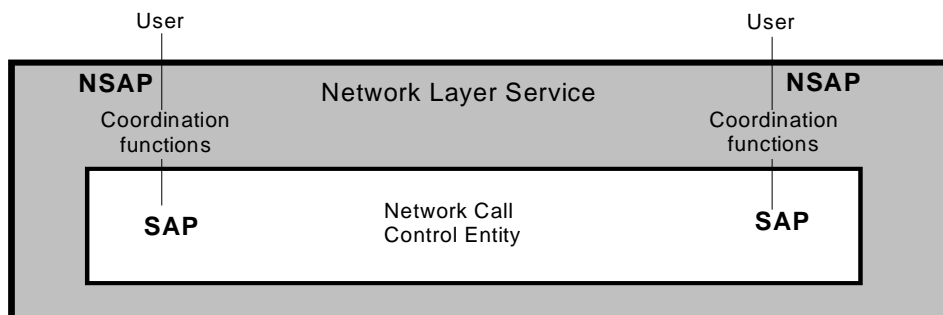 User
User
NSAP
Network Layer Service
NSAP
Coordination
functions
Coordination
functions
SAP
Network Call
Control Entity
SAP